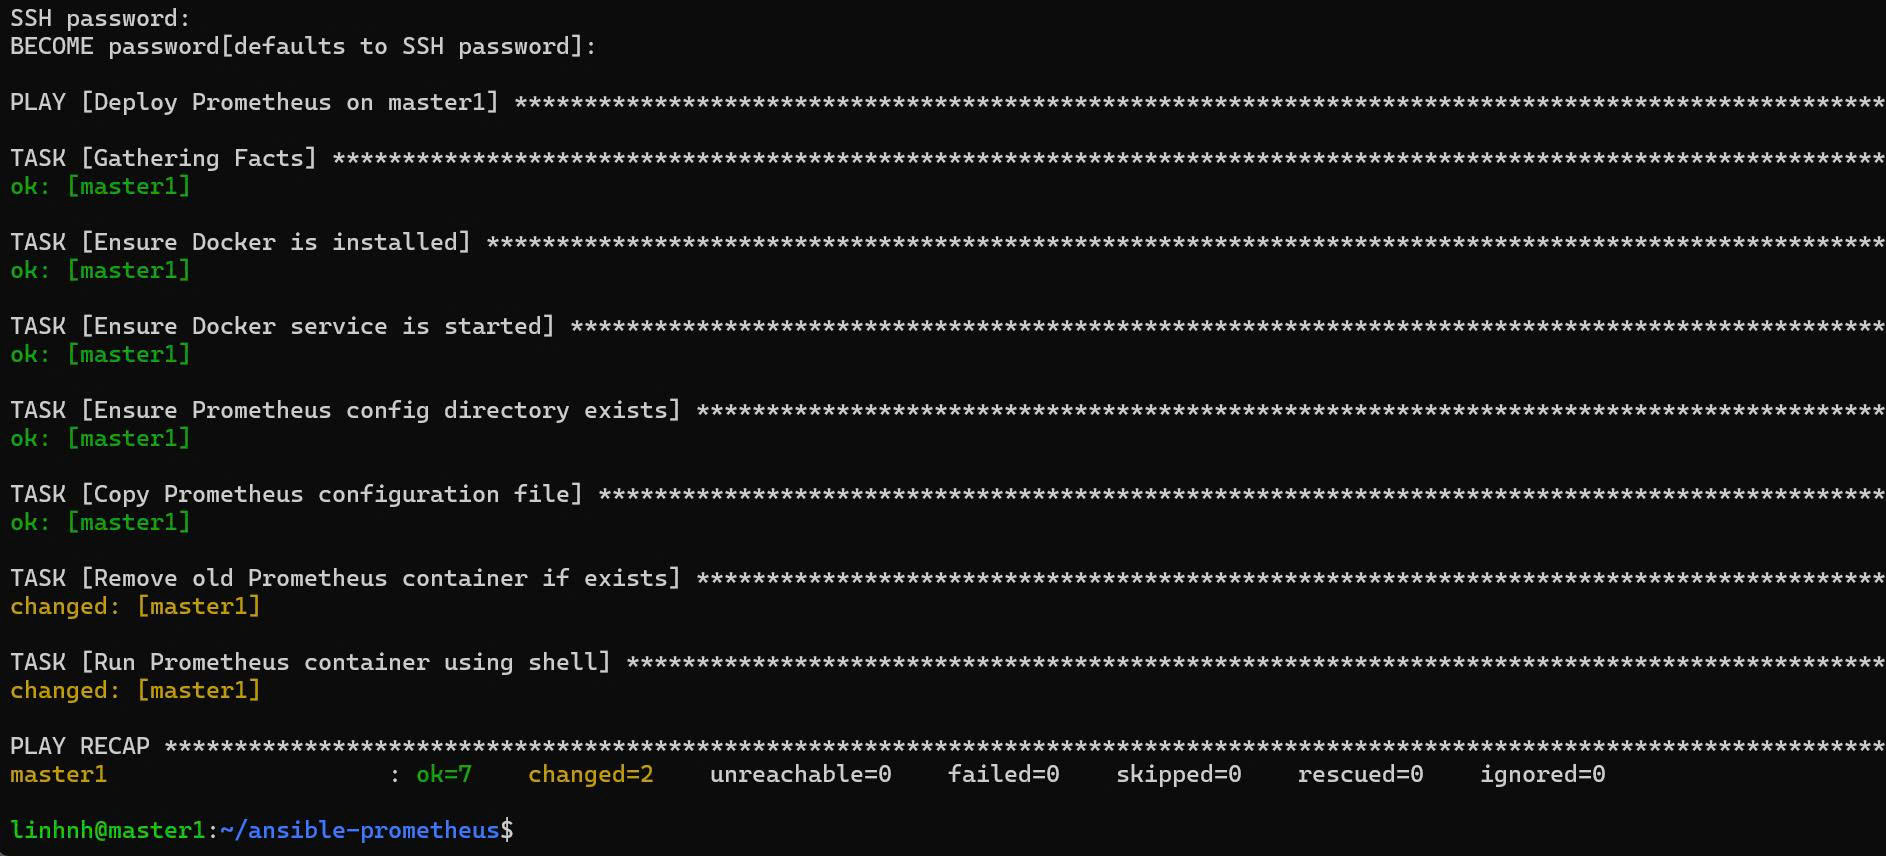 SSH password:
BECOME password[defaults to SSH password]:
PLAY [Deploy Prometheus on master1] **************************************************************************************************
TASK [Gathering Facts] ***************************************************************************************************************
ok: [master1]
TASK [Ensure Docker is installed] ****************************************************************************************************
ok: [master1]
TASK [Ensure Docker service is started] **********************************************************************************************
ok: [master1]
TASK [Ensure Prometheus config directory exists] *************************************************************************************
ok: [master1]
TASK [Copy Prometheus configuration file] ********************************************************************************************
ok: [master1]
TASK [Remove old Prometheus container if exists] *************************************************************************************
changed: [master1]
TASK [Run Prometheus container using shell] ******************************************************************************************
changed: [master1]
PLAY RECAP ***************************************************************************************************************************
master1                    : ok=7    changed=2    unreachable=0    failed=0    skipped=0    rescued=0    ignored=0
linhnh@master1:~/ansible-prometheus$